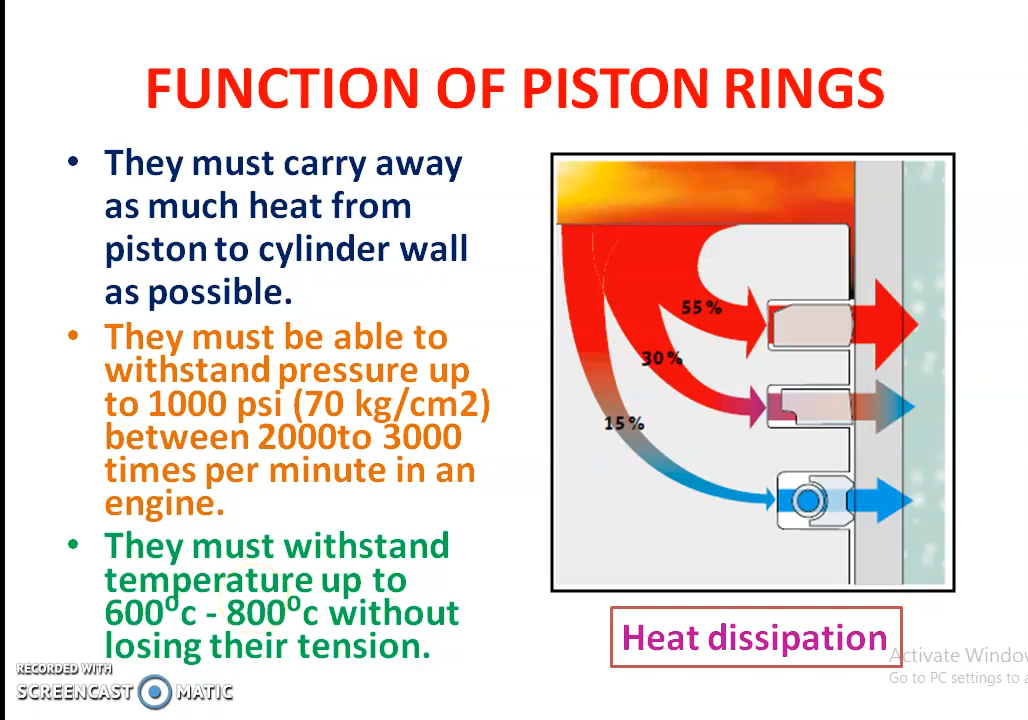 FUNCTION OF PISTON RINGS
• They must carry away
as much heat from
piston to cylinder wall
as possible.
• They must be able to
withstand pressure up
to 1000 psi (70 kg/cm2)
between 2000to 3000
times per minute in an
engine.
• They must withstand
temperature up to
600⁰c - 800⁰c without
losing their tension.
55%
30%
15%
Heat dissipation
Activate Window
Go to PC settings to a
RECORDED WITH
SCREENCAST MATIC